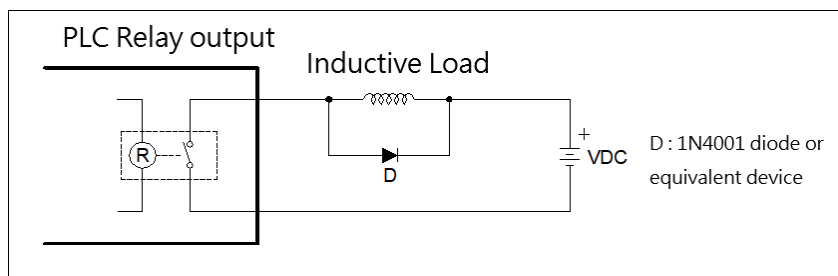 PLC Relay output
Inductive Load
R
D
+
VDC
D : 1N4001 diode or
equivalent device